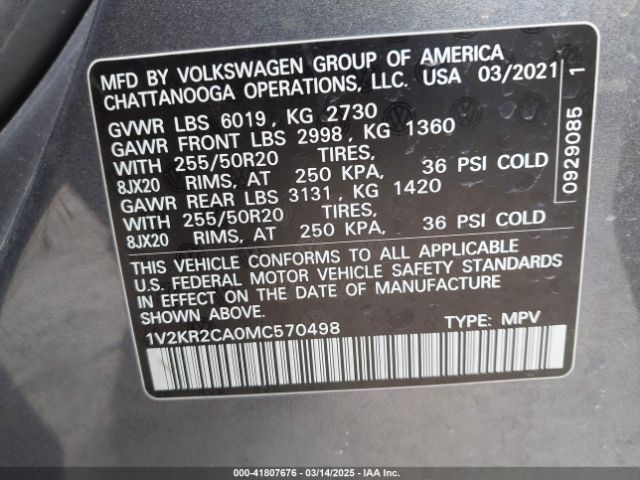 MFD BY VOLKSWAGEN GROUP OF AMERICA
CHATTANOOGA OPERATIONS, LLC. USA 03/2021
GVWR LBS 6019, KG 2730
GAWR FRONT LBS 2998, KG 1360
WITH 255/50R20 TIRES,
8JX20 RIMS, AT 250 KPA, 36 PSI COLD
GAWR REAR LBS 3131, KG 1420
WITH 255/50R20 TIRES,
8JX20 RIMS, AT 250 KPA, 36 PSI COLD
THIS VEHICLE CONFORMS TO ALL APPLICABLE
U.S. FEDERAL MOTOR VEHICLE SAFETY STANDARDS
IN EFFECT ON THE DATE OF MANUFACTURE
SHOWN ABOVE.
1V2KR2CA0MC570498 TYPE: MPV
0929085 1
000-41807676 - 03/14/2025 - IAA Inc.